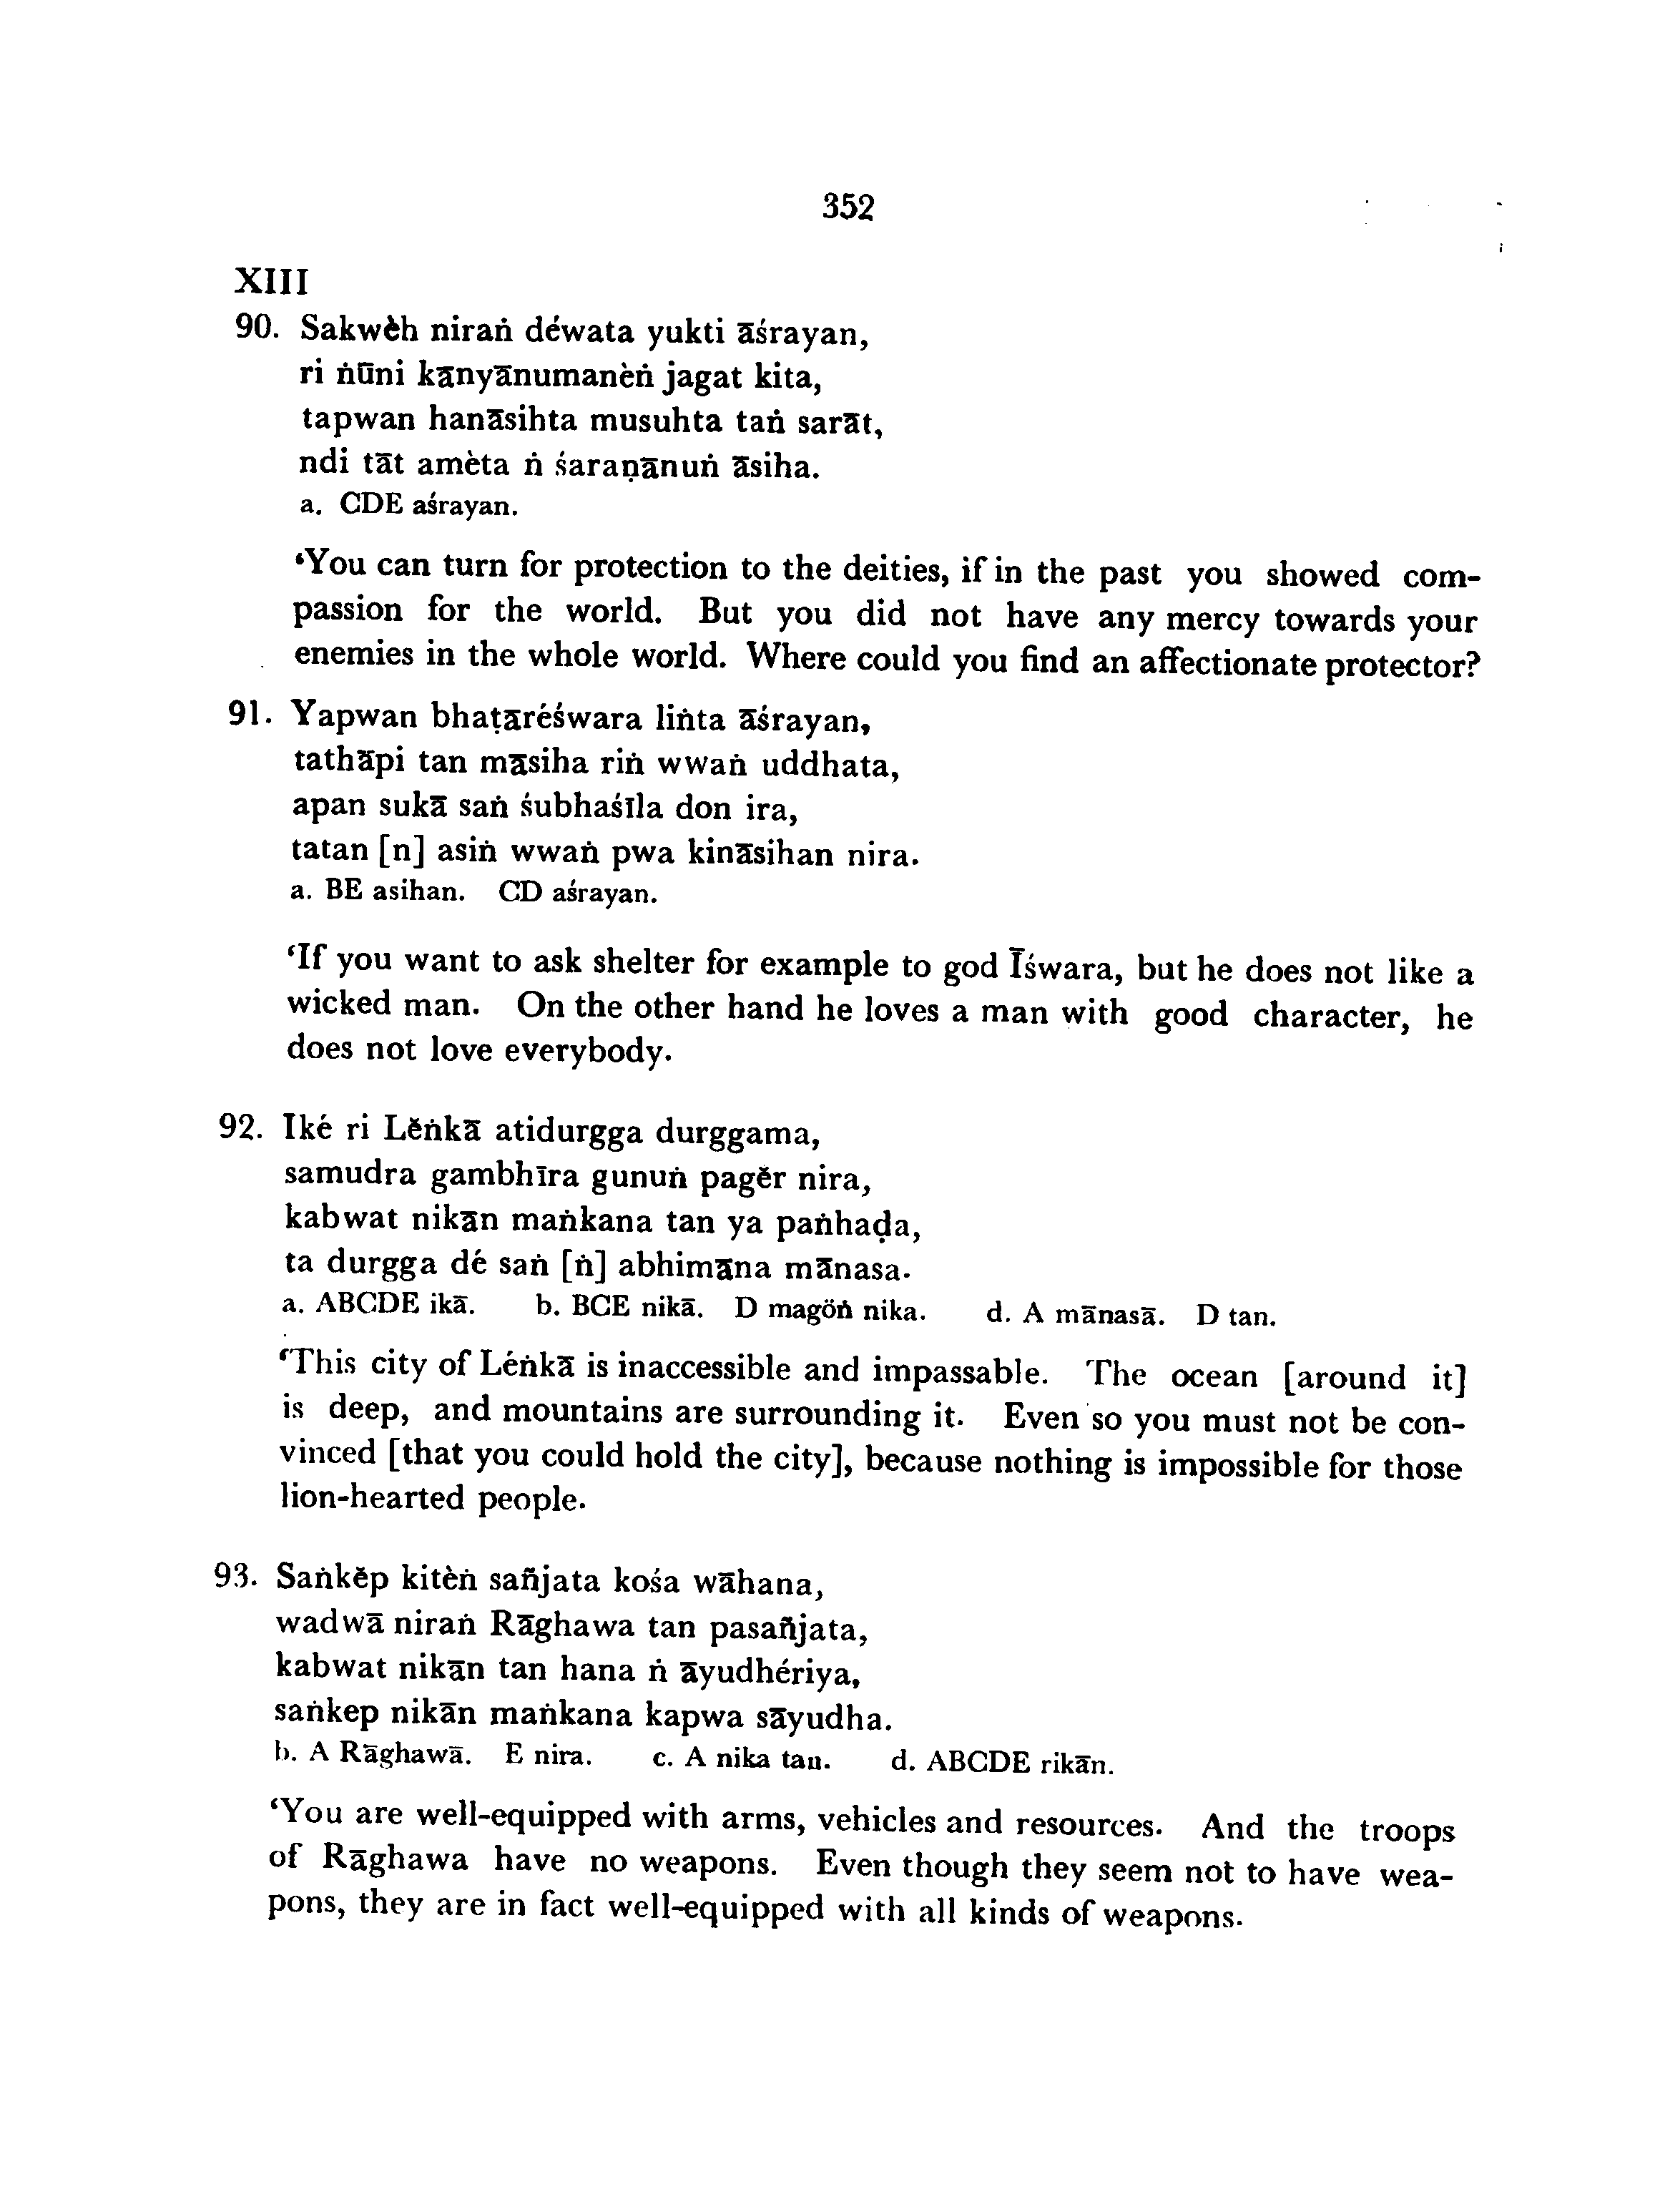 352
XIII
90. Sakwèh niraṅ déwata yukti āśrayan,
ri ṅūni kanyānumanèṅ jagat kita,
tapwan hanāsihta musuhta taṅ sarāt,
ndi tāt amèta ṅ śaraṇānuṅ āsiha.
a. CDE aśrayan.
‘You can turn for protection to the deities, if in the past you showed com-
passion for the world. But you did not have any mercy towards your
enemies in the whole world. Where could you find an affectionate protector?
91. Yapwan bhaṭāréśwara liṅta āśrayan,
tathāpi tan māsiha riṅ wwaṅ uddhata,
apan sukā saṅ śubhaśīla don ira,
tatan [n] asiṅ wwaṅ pwa kināsihan nira.
a. BE asihan. CD aśrayan.
‘If you want to ask shelter for example to god Īśwara, but he does not like a
wicked man. On the other hand he loves a man with good character, he
does not love everybody.
92. Iké ri Lĕṅkā atidurgga durggama,
samudra gambhīra gunuṅ pagĕr nira,
kabwat nikān maṅkana tan ya paṅhaḍa,
ta durgga dé saṅ [ṅ] abhimāna mānasa.
a. ABCDE ikā. b. BCE nikā. D magöṅ nika. d. A mānasā. D tan.
‘This city of Léṅkā is inaccessible and impassable. The ocean [around it]
is deep, and mountains are surrounding it. Even so you must not be con-
vinced [that you could hold the city], because nothing is impossible for those
lion-hearted people.
93. Saṅkĕp kitèṅ sañjata kośa wāhana,
wadwā niraṅ Rāghawa tan pasañjata,
kabwat nikān tan hana ṅ āyudhériya,
saṅkep nikān maṅkana kapwa sāyudha.
b. A Rāghawā. E nira. c. A nika tan. d. ABCDE rikān.
‘You are well-equipped with arms, vehicles and resources. And the troops
of Rāghawa have no weapons. Even though they seem not to have wea-
pons, they are in fact well-equipped with all kinds of weapons.